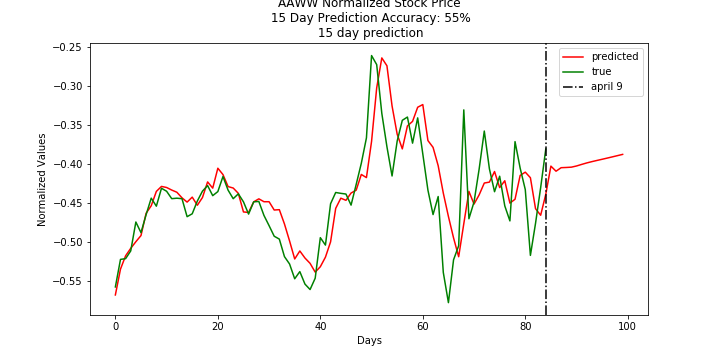 AAWW Normalized Stock Price
15 Day Prediction Accuracy: 55%
15 day prediction
−0.25
−0.30
−0.35
−0.40
−0.45
−0.50
−0.55
Normalized Values
predicted
true
april 9
0
20
40
60
80
100
Days